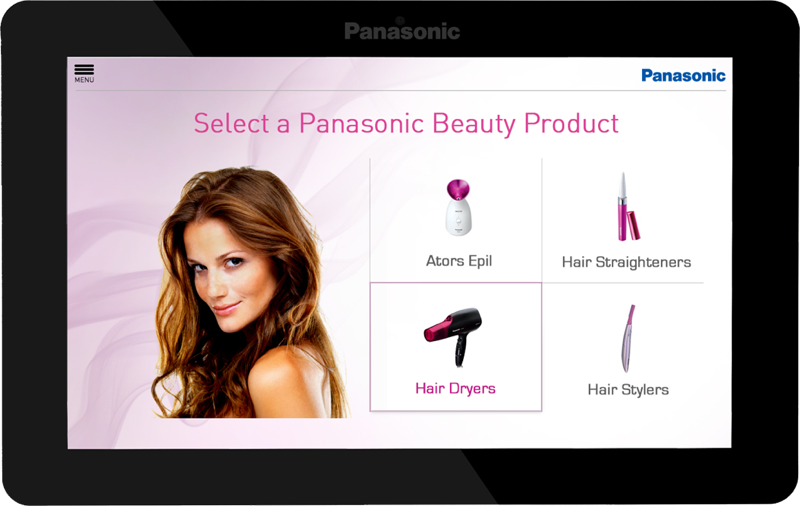 Panasonic
MENU
Panasonic
Select a Panasonic Beauty Product
Ators Epil
Hair Straighteners
Hair Dryers
Hair Stylers